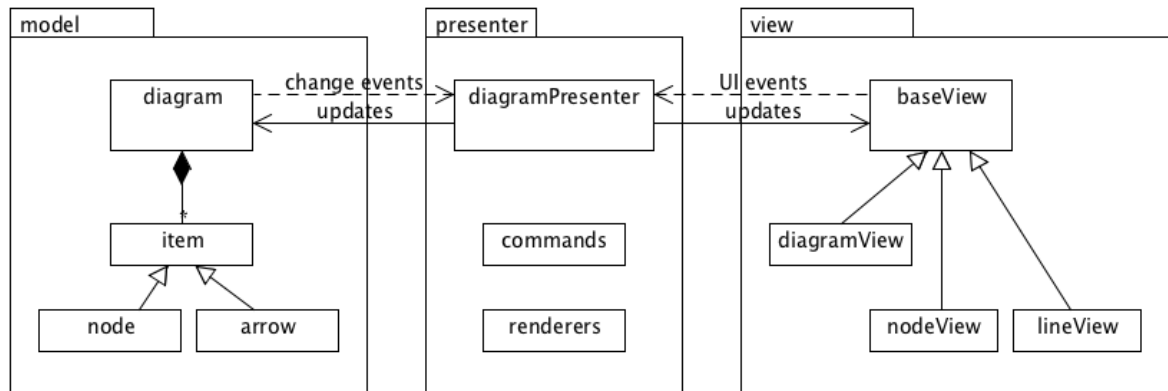 model
presenter
view
diagram
change events
updates
diagramPresenter
UI events
updates
baseView
*
item
commands
diagramView
node
arrow
renderers
nodeView
lineView